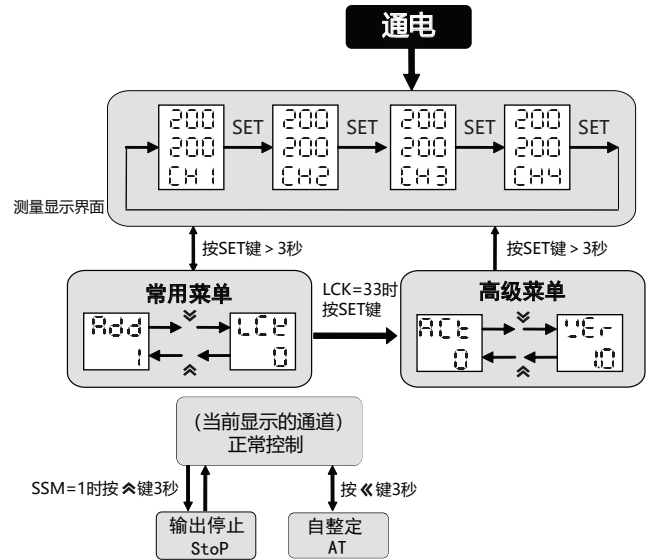 通电
200 SET 200 SET 200 SET 200 SET
200 200 200 200
CH1 CH2 CH3 CH4
测量显示界面
按SET键＞3秒
按SET键＞3秒
常用菜单
Add LCK
1 0
LCK=33时
按SET键
高级菜单
ACt VEr
0 1.0
(当前显示的通道)
正常控制
SSM=1时按︽键3秒
按《键3秒
输出停止
StoP
自整定
AT